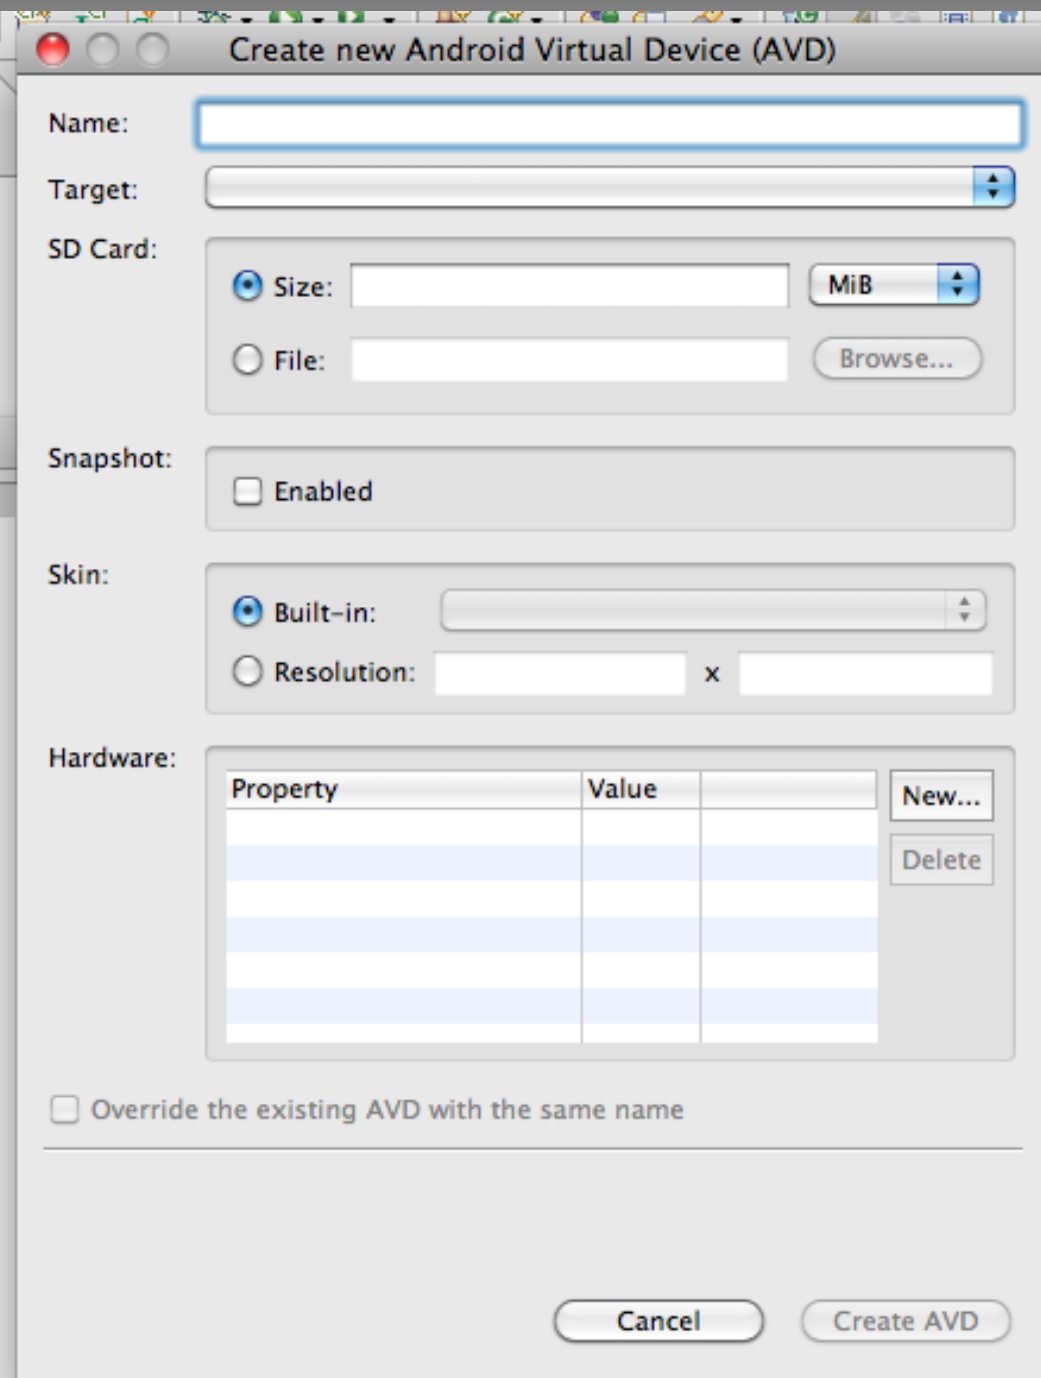 Create new Android Virtual Device (AVD)
Name:
Target:
SD Card:
Size: MiB
File: Browse...
Snapshot:
Enabled
Skin:
Built-in:
Resolution: x
Hardware:
Property Value New...
Delete
Override the existing AVD with the same name
Cancel Create AVD